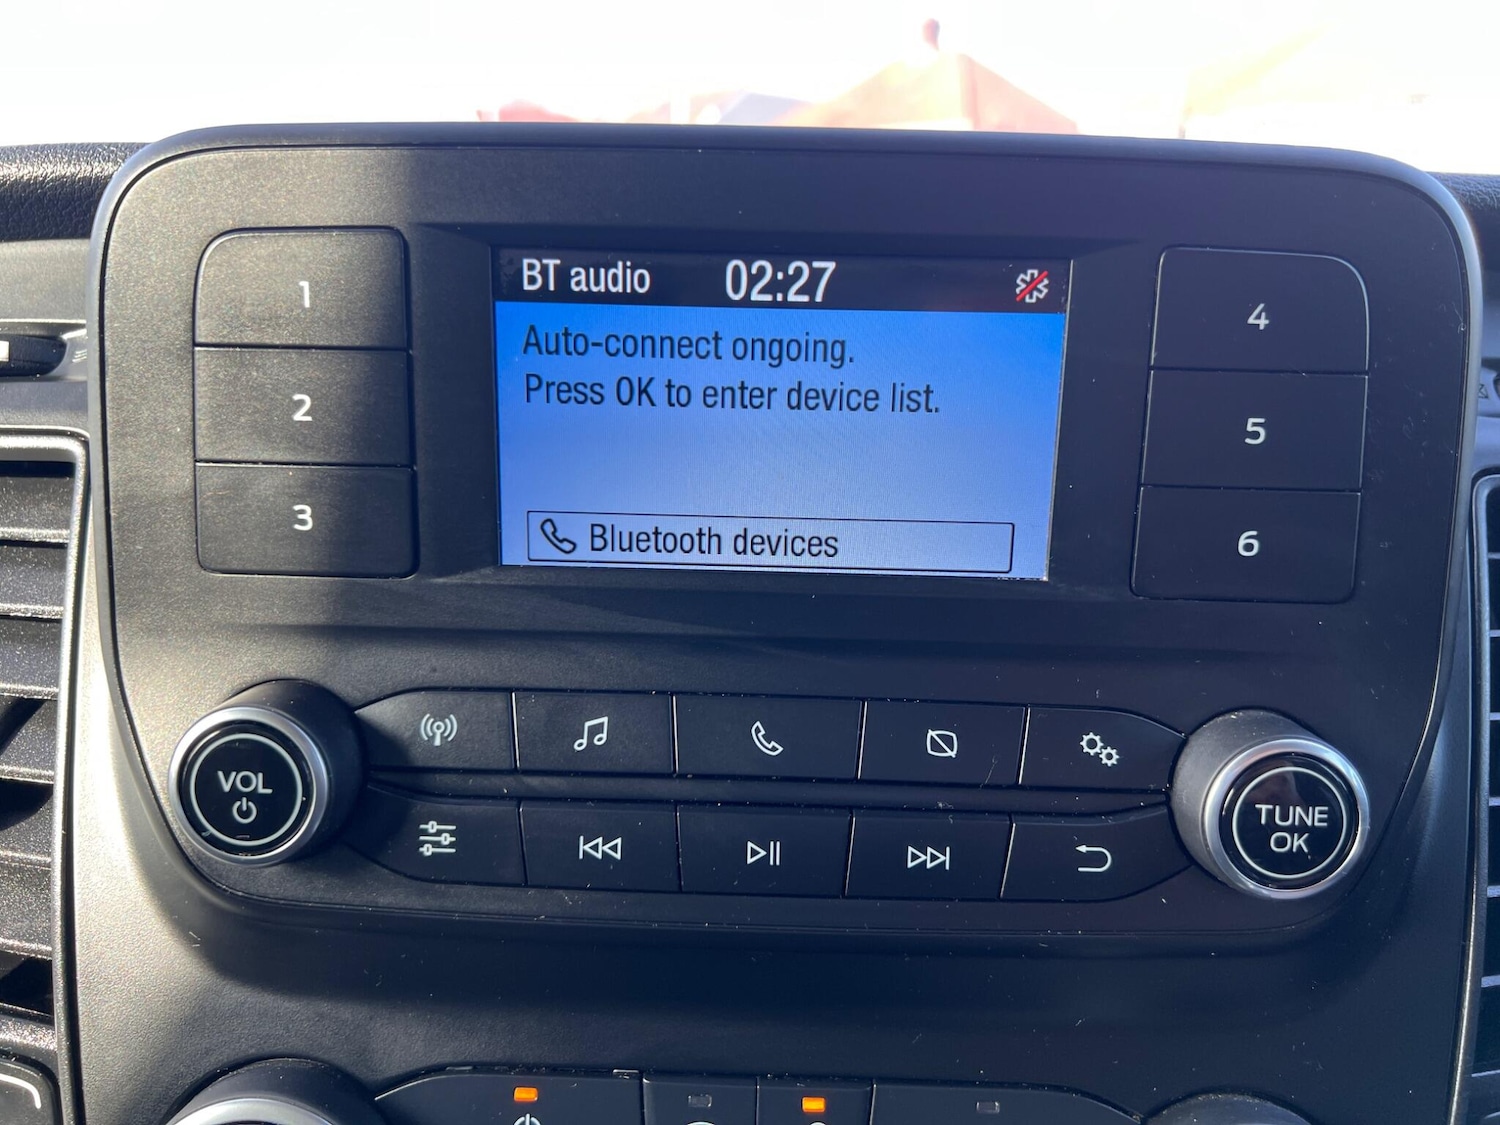 BT audio 02:27
Auto-connect ongoing.
Press OK to enter device list.
Bluetooth devices
1
2
3
4
5
6
VOL
TUNE
OK